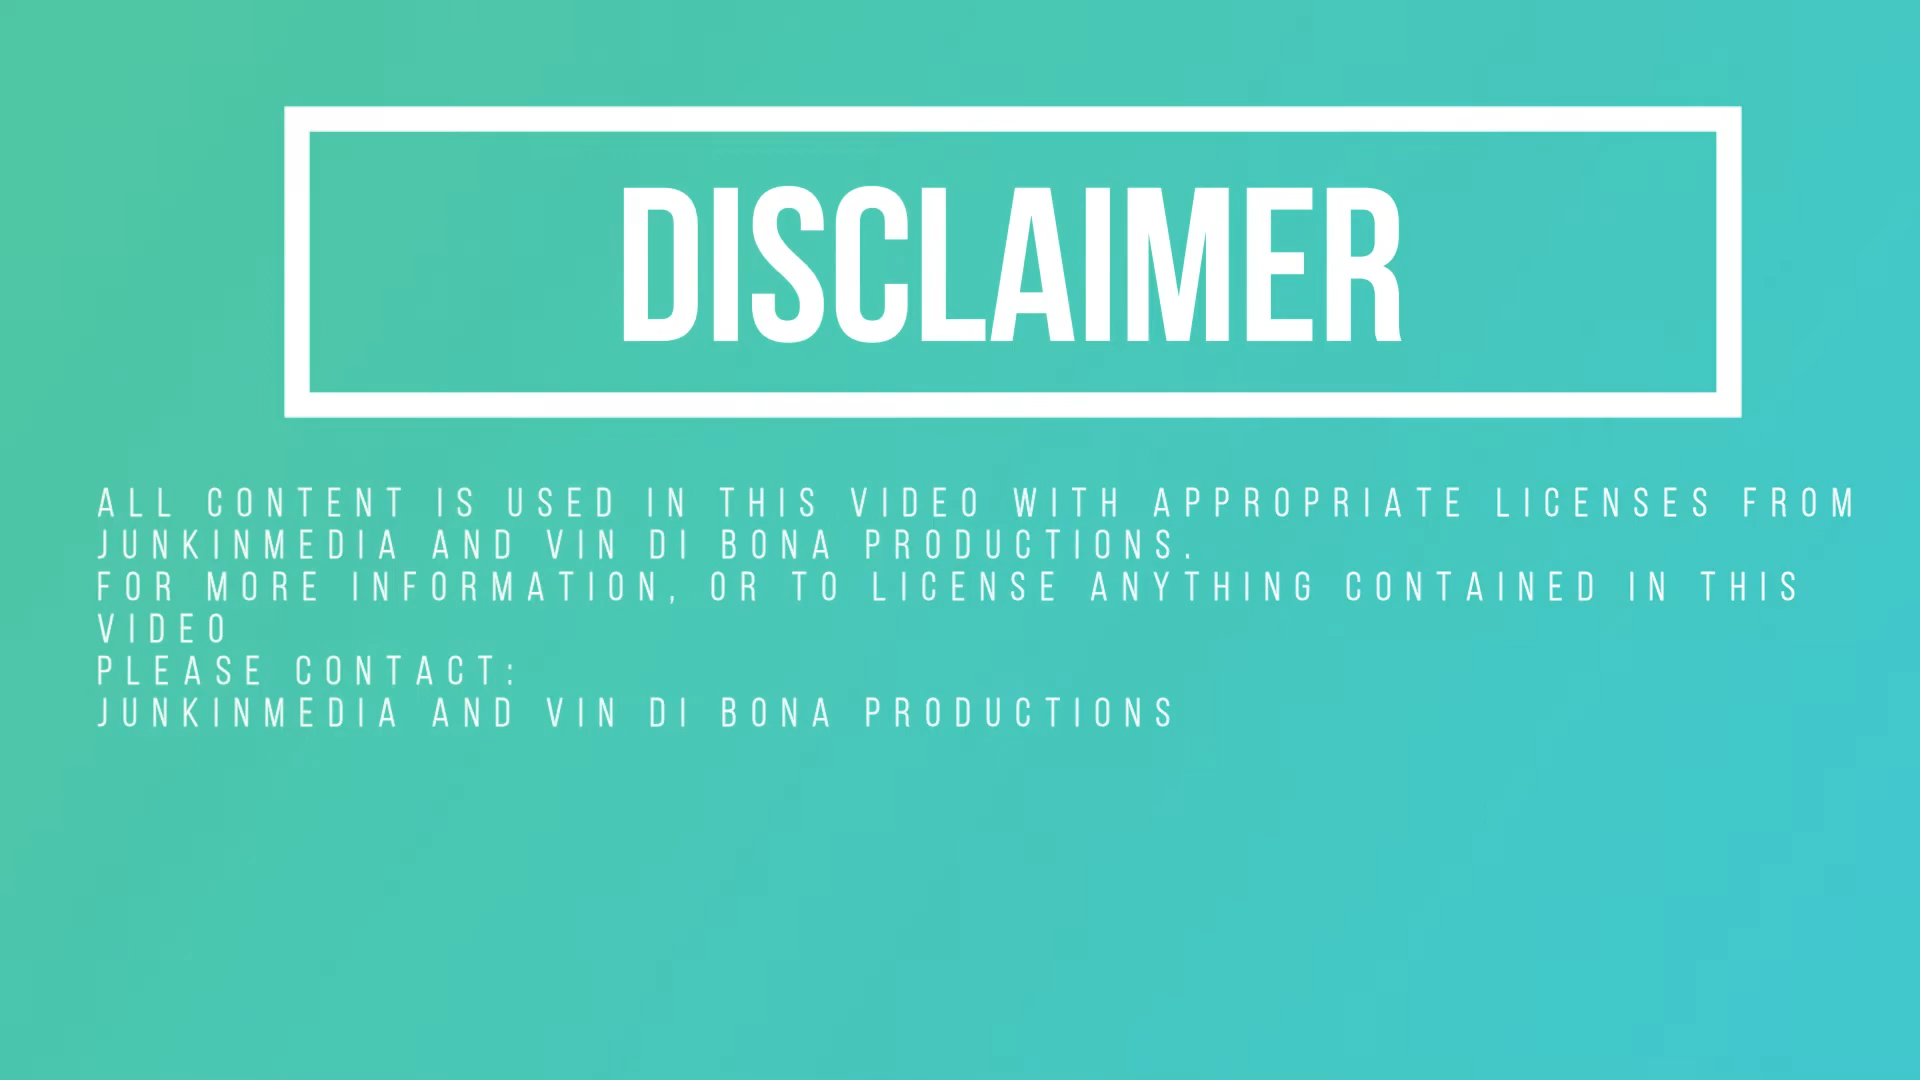 DISCLAIMER
ALL CONTENT IS USED IN THIS VIDEO WITH APPROPRIATE LICENSES FROM
JUNKINMEDIA AND VIN DI BONA PRODUCTIONS.
FOR MORE INFORMATION, OR TO LICENSE ANYTHING CONTAINED IN THIS
VIDEO
PLEASE CONTACT:
JUNKINMEDIA AND VIN DI BONA PRODUCTIONS